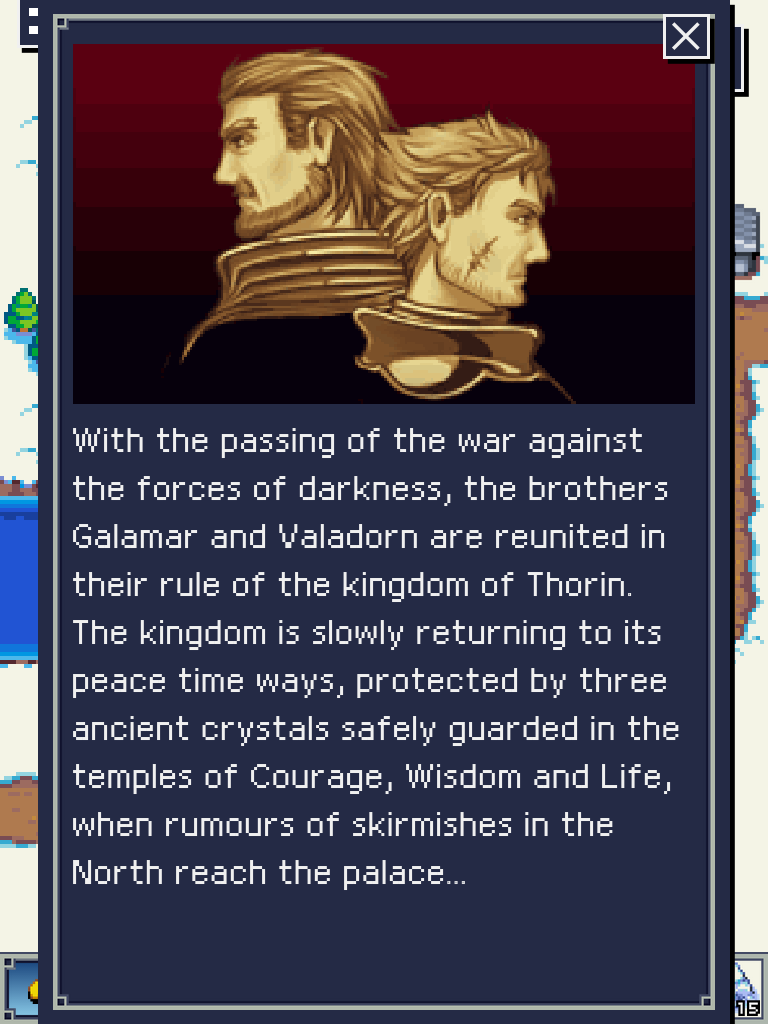 With the passing of the war against
the forces of darkness, the brothers
Galamar and Valadorn are reunited in
their rule of the kingdom of Thorin.
The kingdom is slowly returning to its
peace time ways, protected by three
ancient crystals safely guarded in the
temples of Courage, Wisdom and Life,
when rumours of skirmishes in the
North reach the palace...
15